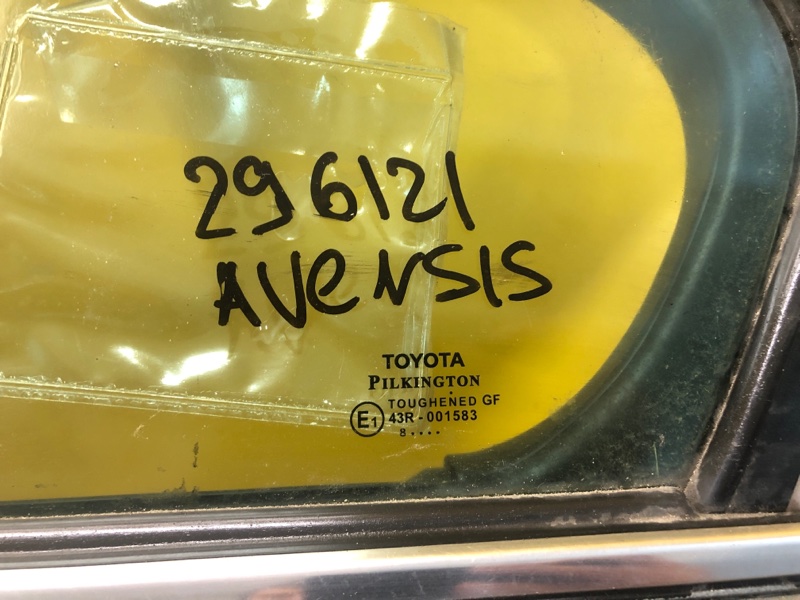 296121
AVENSIS
TOYOTA
PILKINGTON
TOUGHENED GF
E1 43R-001583
8....